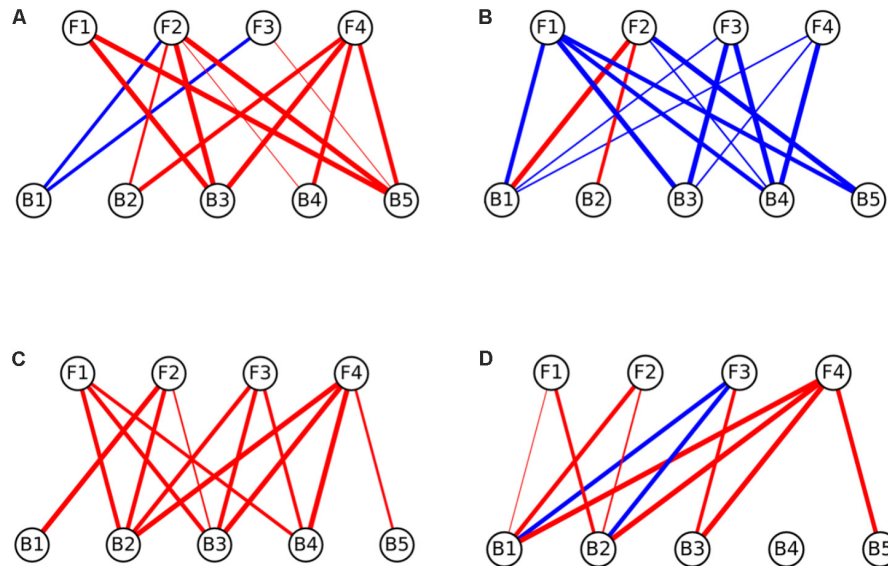 A F1 F2 F3 F4
B1 B2 B3 B4 B5
B F1 F2 F3 F4
B1 B2 B3 B4 B5
C F1 F2 F3 F4
B1 B2 B3 B4 B5
D F1 F2 F3 F4
B1 B2 B3 B4 B5